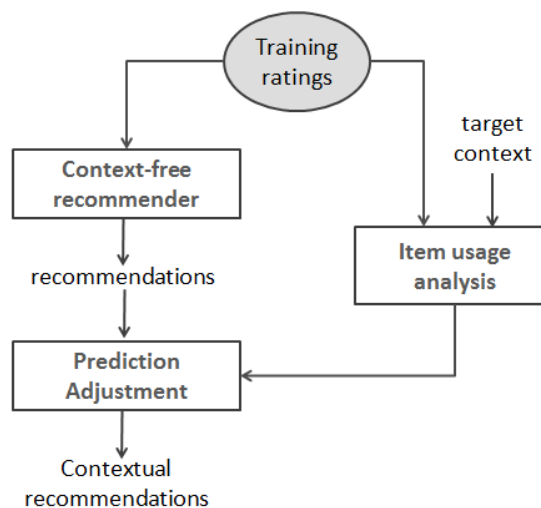 Training
ratings
target
context
Context-free
recommender
Item usage
analysis
recommendations
Prediction
Adjustment
Contextual
recommendations